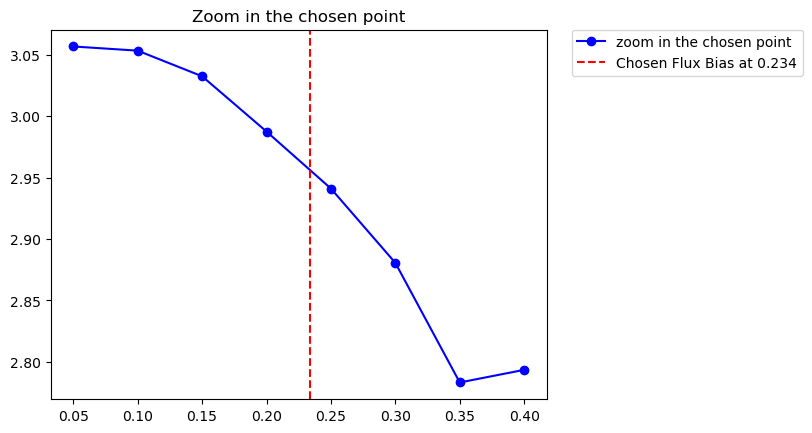 Zoom in the chosen point
zoom in the chosen point
Chosen Flux Bias at 0.234
3.05
3.00
2.95
2.90
2.85
2.80
0.05 0.10 0.15 0.20 0.25 0.30 0.35 0.40